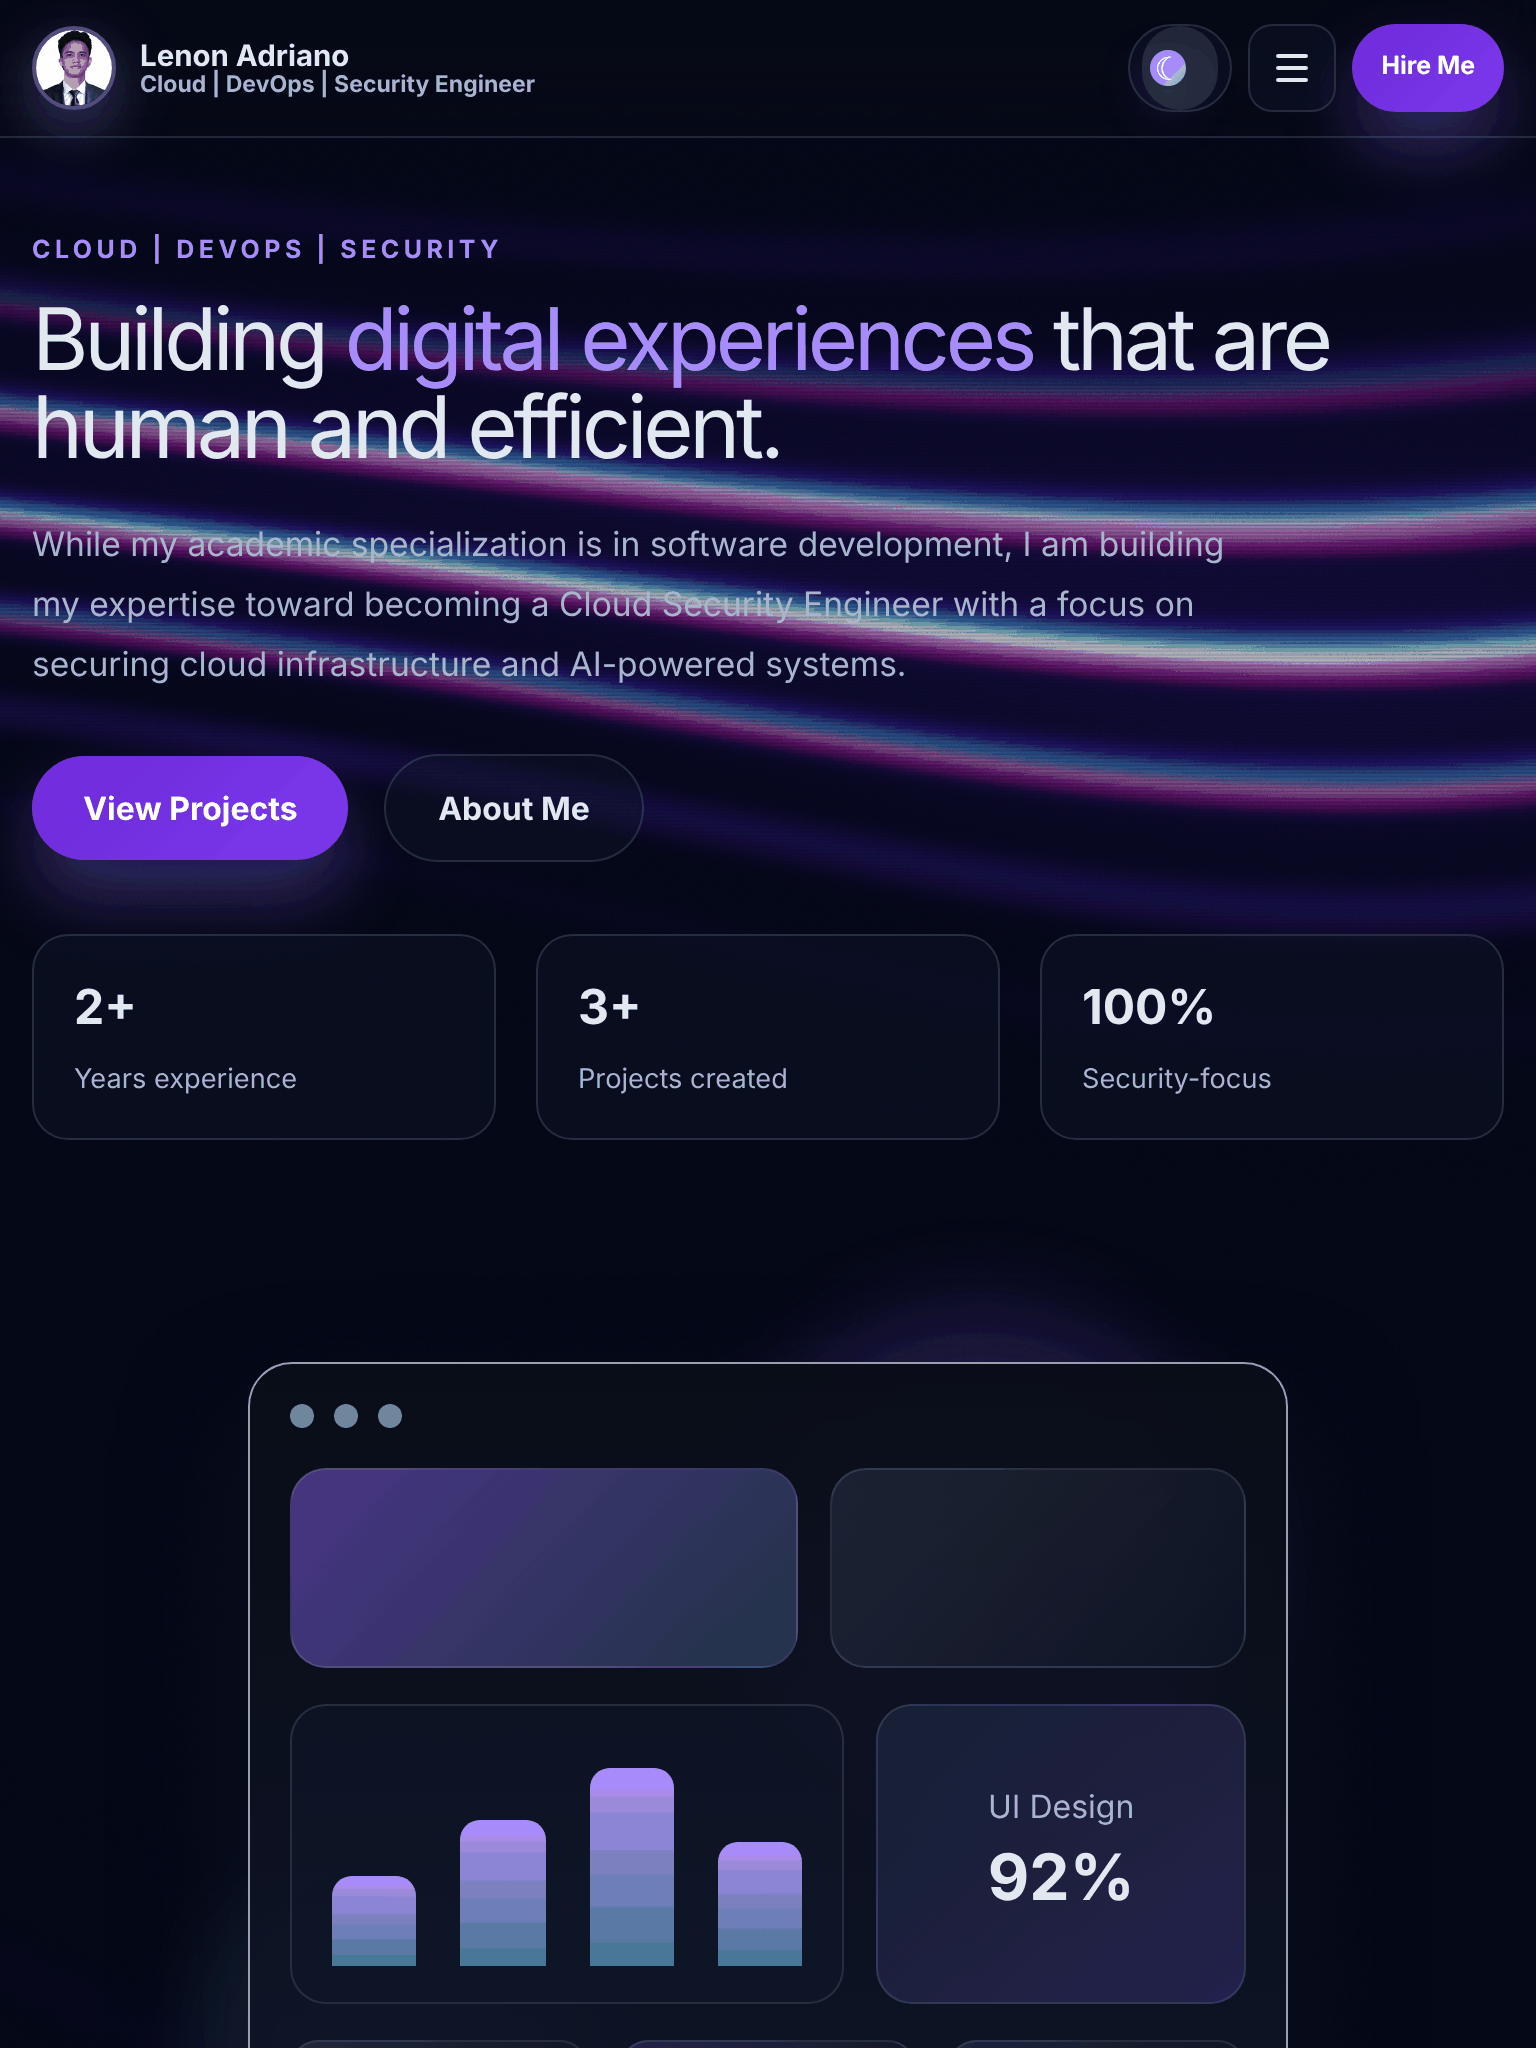 Lenon Adriano
Cloud | DevOps | Security Engineer
Hire Me
CLOUD | DEVOPS | SECURITY
Building digital experiences that are
human and efficient.
While my academic specialization is in software development, I am building
my expertise toward becoming a Cloud Security Engineer with a focus on
securing cloud infrastructure and AI-powered systems.
View Projects
About Me
2+
Years experience
3+
Projects created
100%
Security-focus
UI Design
92%